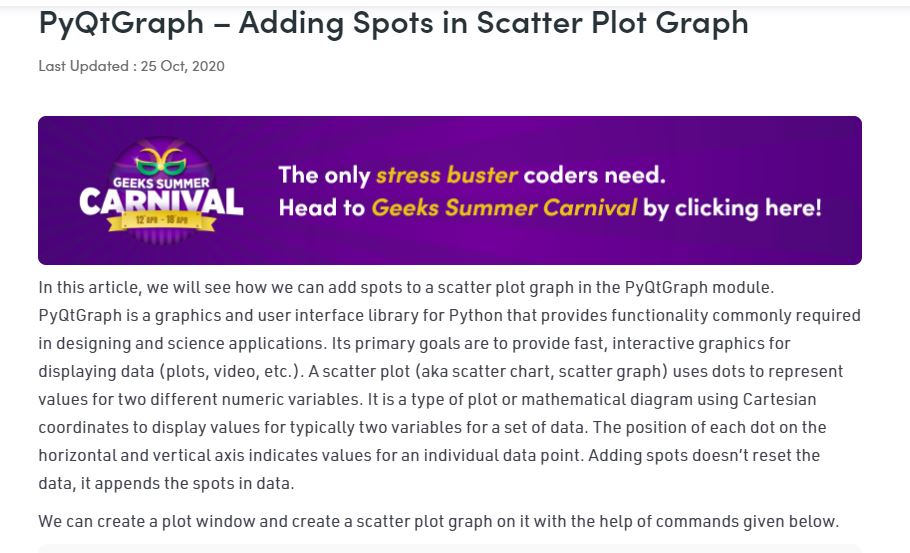 PyQtGraph – Adding Spots in Scatter Plot Graph
Last Updated : 25 Oct, 2020
GEEKS SUMMER
CARNIVAL
12 APR - 18 APR
The only stress buster coders need.
Head to Geeks Summer Carnival by clicking here!
In this article, we will see how we can add spots to a scatter plot graph in the PyQtGraph module.
PyQtGraph is a graphics and user interface library for Python that provides functionality commonly required
in designing and science applications. Its primary goals are to provide fast, interactive graphics for
displaying data (plots, video, etc.). A scatter plot (aka scatter chart, scatter graph) uses dots to represent
values for two different numeric variables. It is a type of plot or mathematical diagram using Cartesian
coordinates to display values for typically two variables for a set of data. The position of each dot on the
horizontal and vertical axis indicates values for an individual data point. Adding spots doesn’t reset the
data, it appends the spots in data.
We can create a plot window and create a scatter plot graph on it with the help of commands given below.